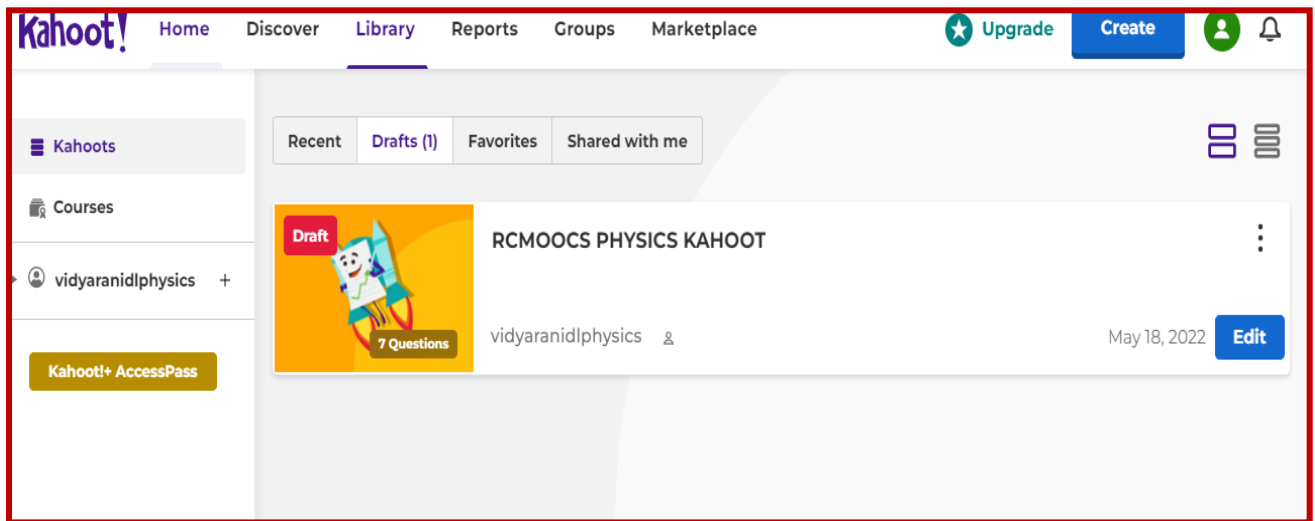 Kahoot! Home Discover Library Reports Groups Marketplace Upgrade Create
Kahoots
Courses
vidyaranidlphysics +
Kahoot!+ AccessPass
Recent Drafts (1) Favorites Shared with me
Draft
7 Questions
RCMOOCS PHYSICS KAHOOT
vidyaranidlphysics
May 18, 2022 Edit